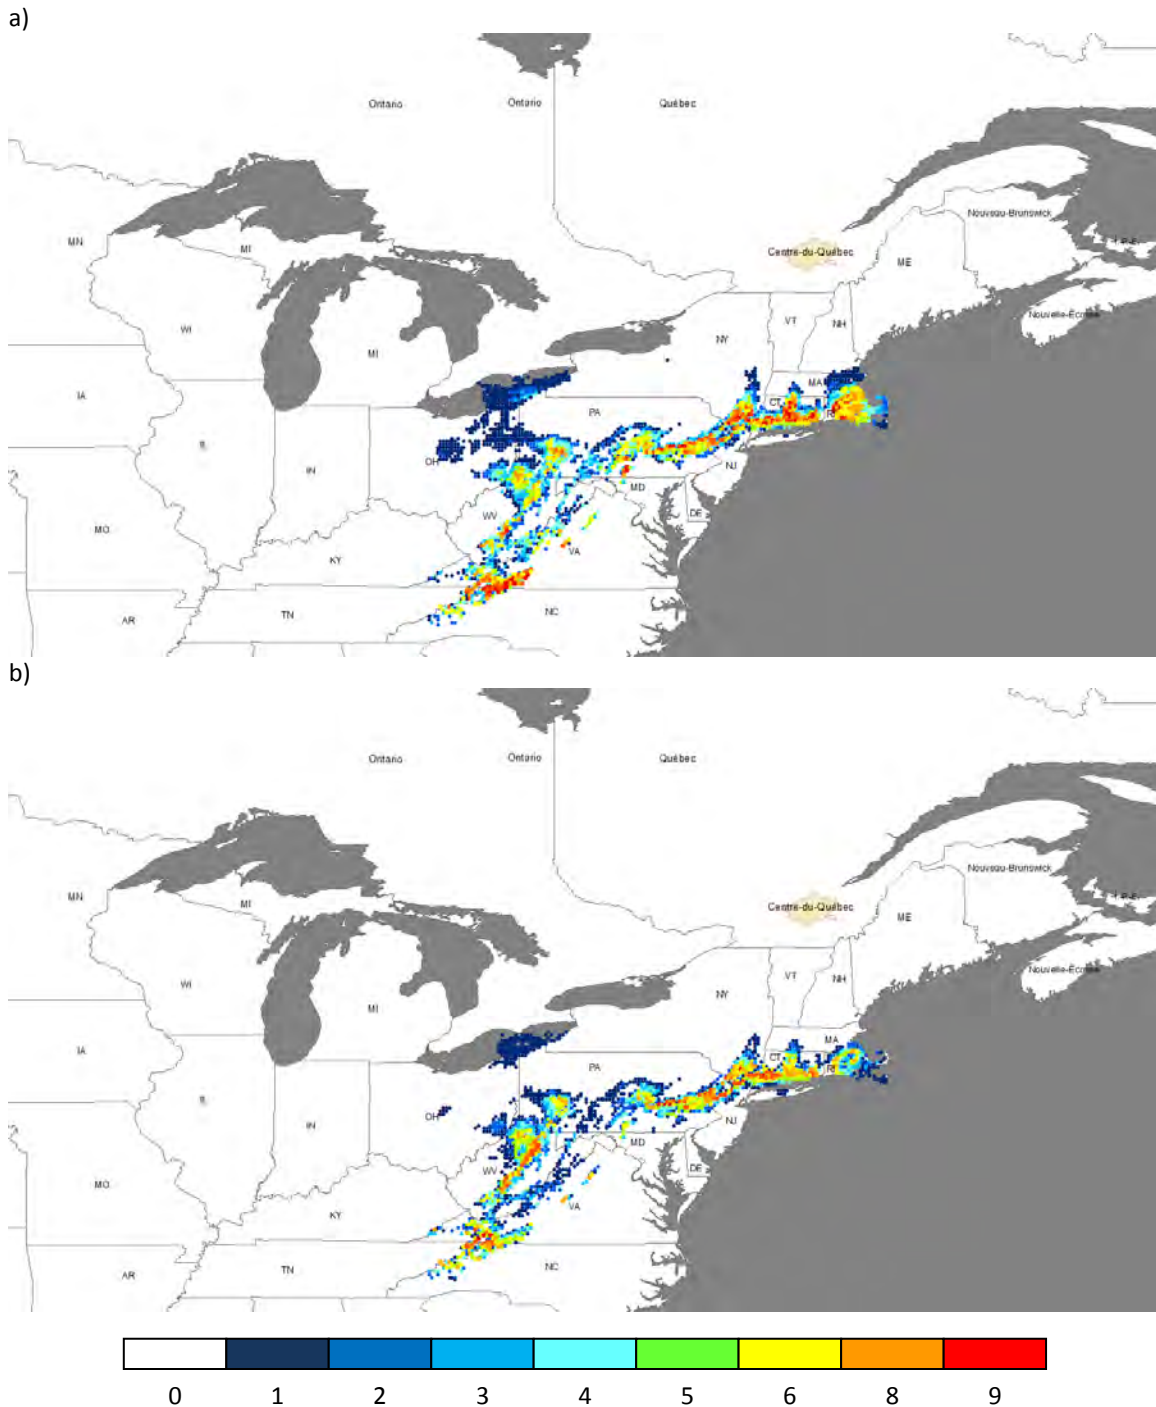 a)
Ontario Ontario Québec
Nouveau-Brunswick
MN MI Centre-du-Québec ME
Nouvelle-Écosse
WI NY VT NH
MI
MA
IA PA CT
RI
IL IN OH NJ
MD
WV DE
MO KY VA
AR TN NC
b)
Ontario Ontario Québec
Nouveau-Brunswick
MN MI Centre-du-Québec ME
Nouvelle-Écosse
WI NY VT NH
MI
MA
IA PA CT
RI
IL IN OH NJ
MD
WV DE
MO KY VA
AR TN NC
0 1 2 3 4 5 6 8 9